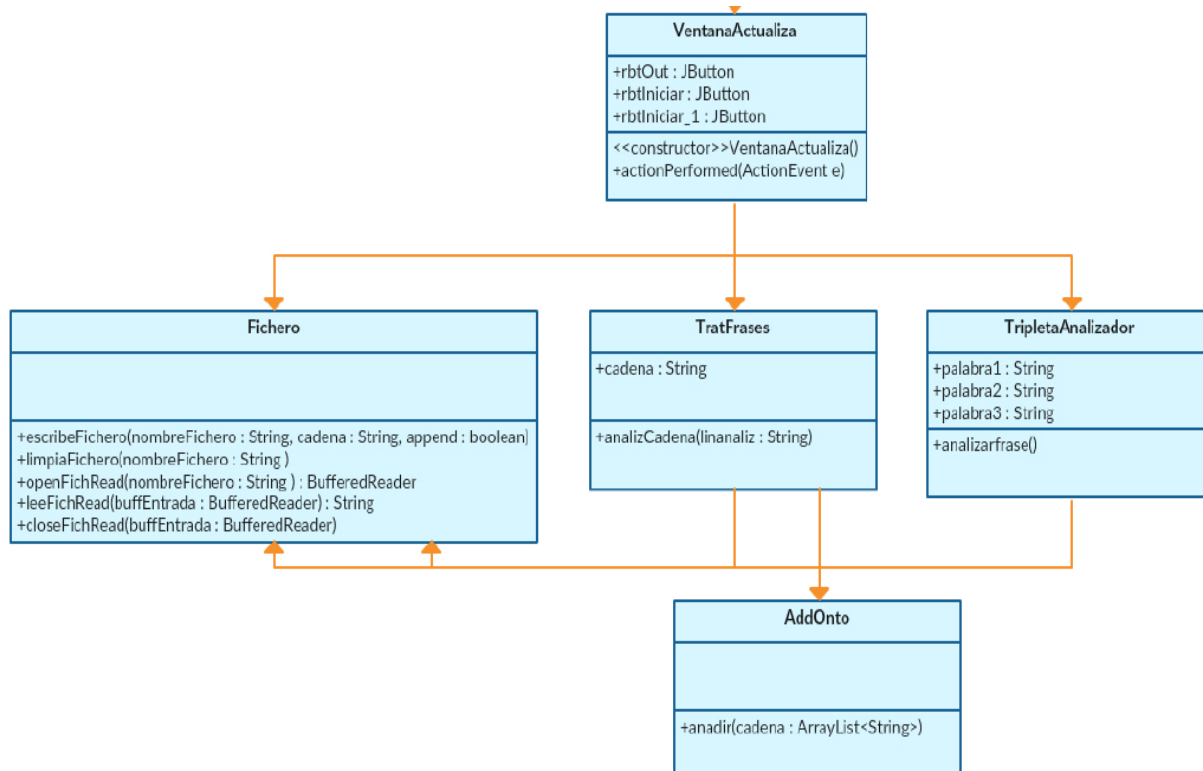 VentanaActualiza
+rbtOut : JButton
+rbtIniciar : JButton
+rbtIniciar_1 : JButton
<<constructor>>VentanaActualiza()
+actionPerformed(ActionEvent e)
Fichero
+escribeFichero(nombreFichero : String, cadena : String, append : boolean)
+limpiaFichero(nombreFichero : String )
+openFichRead(nombreFichero : String ) : BufferedReader
+leeFichRead(buffEntrada : BufferedReader) : String
+closeFichRead(buffEntrada : BufferedReader)
TratFrases
+cadena : String
+analizCadena(linanaliz : String)
TripletaAnalizador
+palabra1 : String
+palabra2 : String
+palabra3 : String
+analizarfrase()
AddOnto
+anadir(cadena : ArrayList<String>)